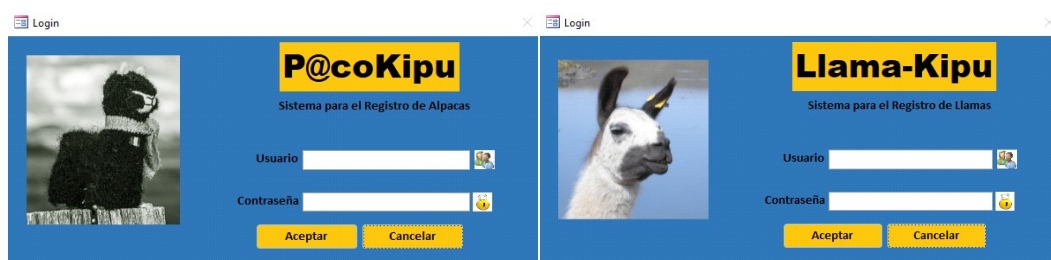 Login
P@coKipu
Sistema para el Registro de Alpacas
Usuario
Contraseña
Aceptar Cancelar
Login
Llama-Kipu
Sistema para el Registro de Llamas
Usuario
Contraseña
Aceptar Cancelar